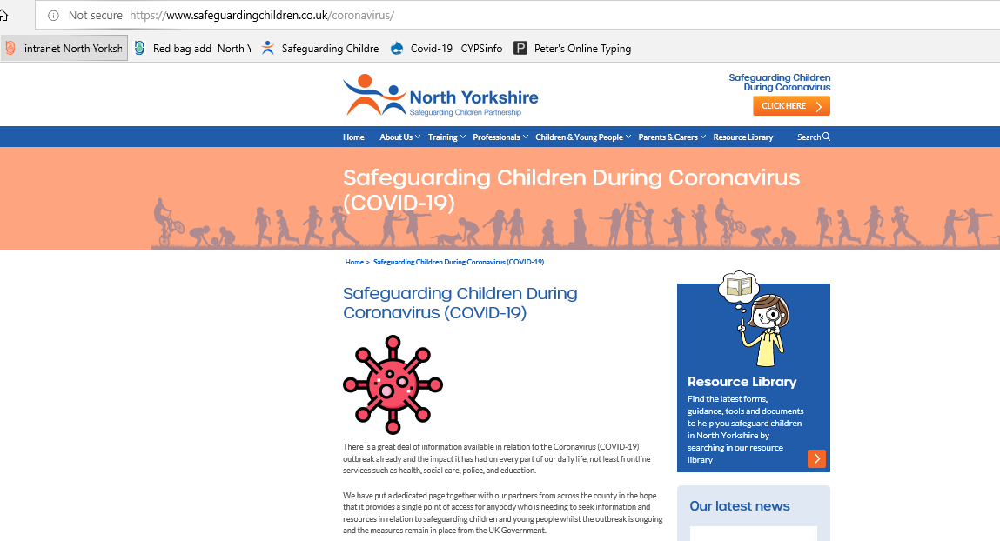 Not secure https://www.safeguardingchildren.co.uk/coronavirus/
intranet North Yorksh
Red bag add North Y
Safeguarding Childre
Covid-19 CYPSinfo
P
Peter's Online Typing
North Yorkshire
Safeguarding Children Partnership
Safeguarding Children
During Coronavirus
CLICK HERE
Home About Us Training Professionals Children & Young People Parents & Carers Resource Library Search
Safeguarding Children During Coronavirus
(COVID-19)
Home > Safeguarding Children During Coronavirus (COVID-19)
Safeguarding Children During
Coronavirus (COVID-19)
There is a great deal of information available in relation to the Coronavirus (COVID-19)
outbreak already and the impact it has had on every part of our daily life, not least frontline
services such as health, social care, police, and education.
We have put a dedicated page together with our partners from across the county in the hope
that it provides a single point of access for anybody who is needing to seek information and
resources in relation to safeguarding children and young people whilst the outbreak is ongoing
and the measures remain in place from the UK Government.
Resource Library
Find the latest forms,
guidance, tools and documents
to help you safeguard children
in North Yorkshire by
searching in our resource
library
Our latest news